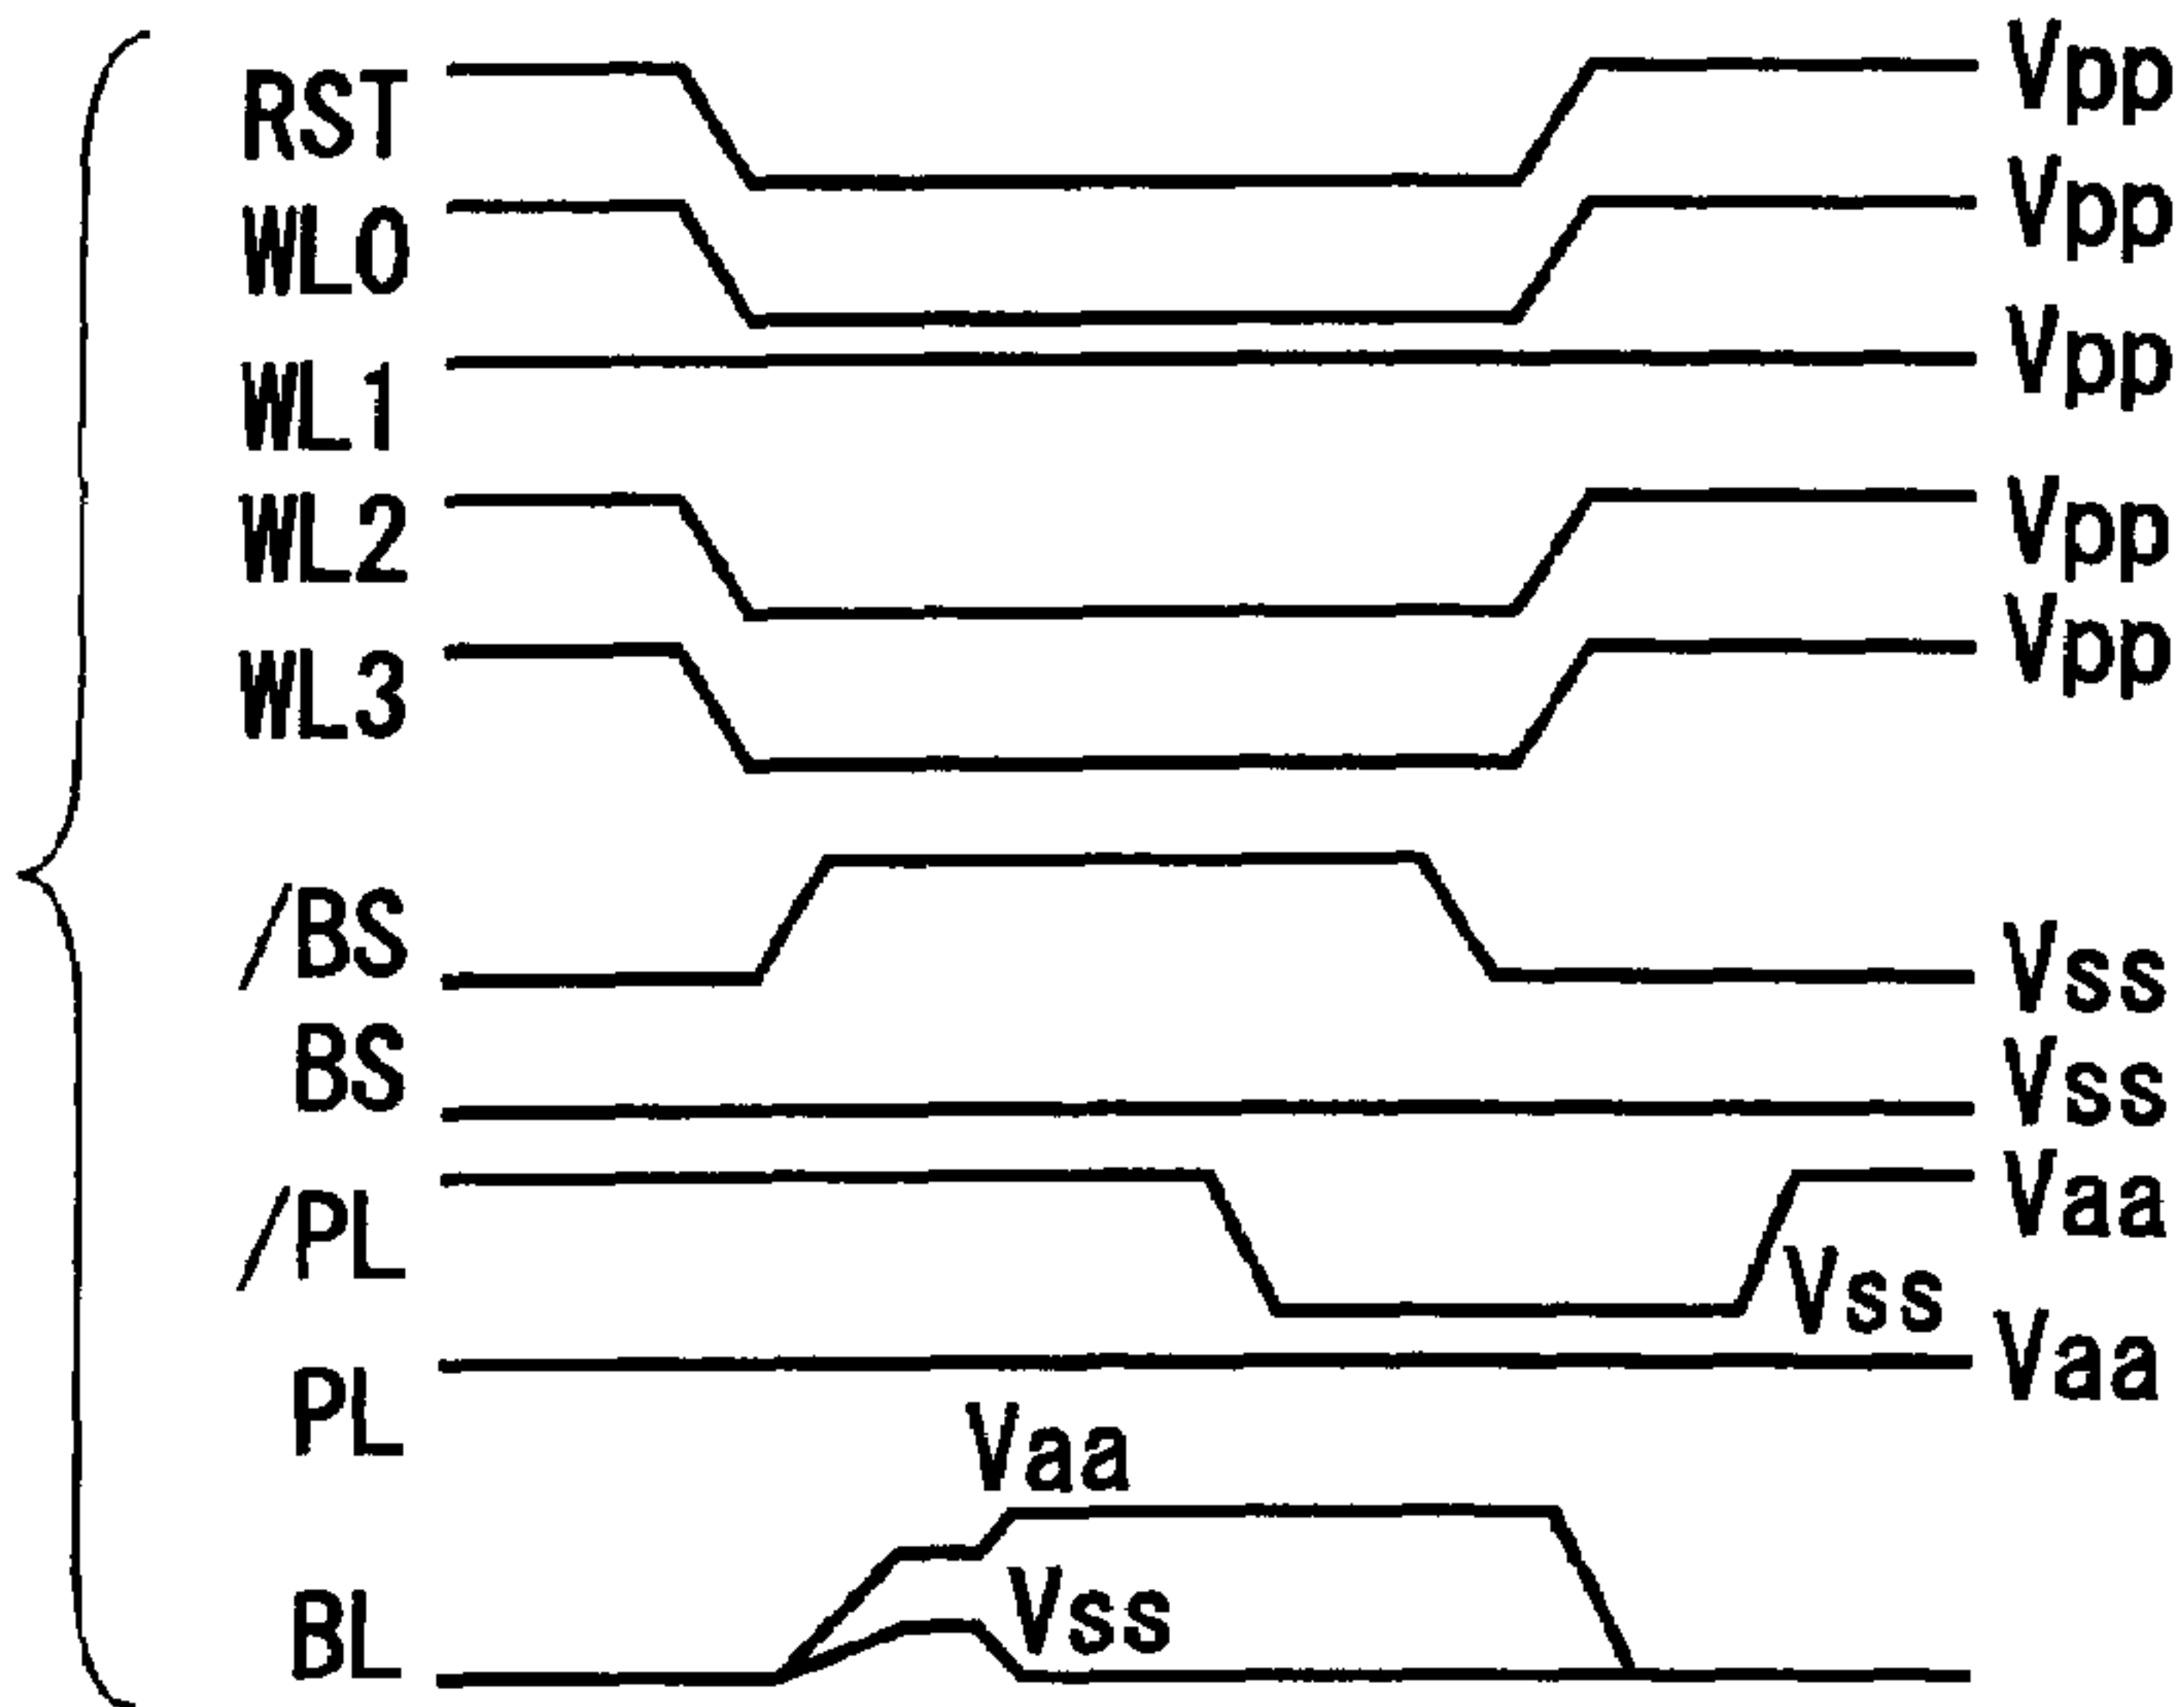 RST Vpp
WL0 Vpp
WL1 Vpp
WL2 Vpp
WL3 Vpp
/BS Vss
BS Vss
/PL Vaa
Vss
PL Vaa
Vaa
BL Vss